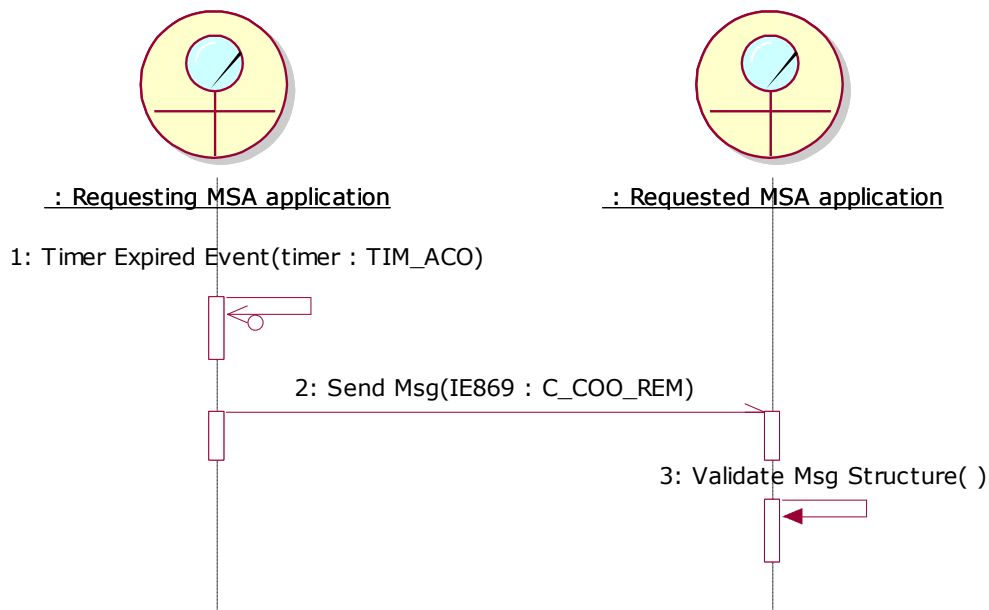 : Requesting MSA application
: Requested MSA application
1: Timer Expired Event(timer : TIM_ACO)
2: Send Msg(IE869 : C_COO_REM)
3: Validate Msg Structure( )